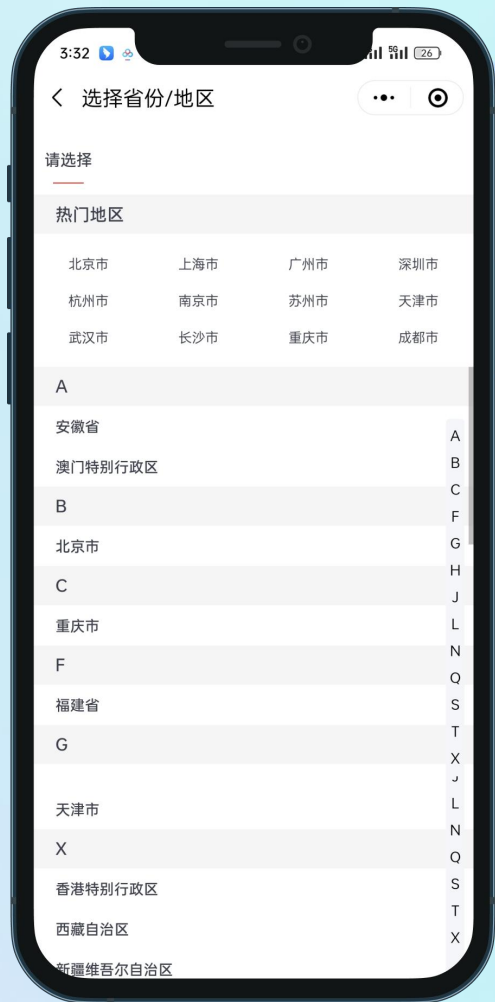 3:32
5G
26
选择省份/地区
请选择
热门地区
北京市 上海市 广州市 深圳市
杭州市 南京市 苏州市 天津市
武汉市 长沙市 重庆市 成都市
A
安徽省
澳门特别行政区
B
北京市
C
重庆市
F
福建省
G
天津市
X
香港特别行政区
西藏自治区
新疆维吾尔自治区
A
B
C
F
G
H
J
L
N
Q
S
T
X
J
L
N
Q
S
T
X